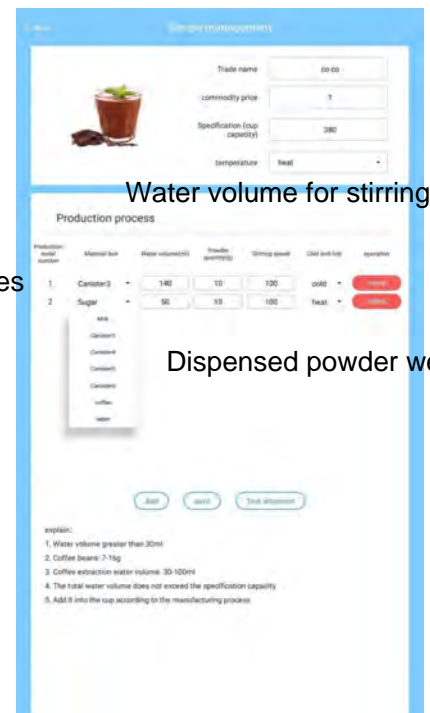 Simple management
Trade name co-co
commodity price 1
Specification (cup
capacity) 380
temperature heat
Water volume for stirring
Production process
Production
serial
number Material box Water volume(ml) Powder
quantity(g) Stirring speed Cold and hot operation
es
1 Canister3 140 10 100 cold
2 Sugar 50 10 100 heat
Canister3
Canister4
Canister5
coffee
water
Dispensed powder we
Add save Test dispense
explain:
1. Water volume greater than 30ml
2. Coffee beans: 7-15g
3. Coffee extraction water volume: 30-100ml
4. The total water volume does not exceed the specification capacity
5. Add it into the cup according to the manufacturing process